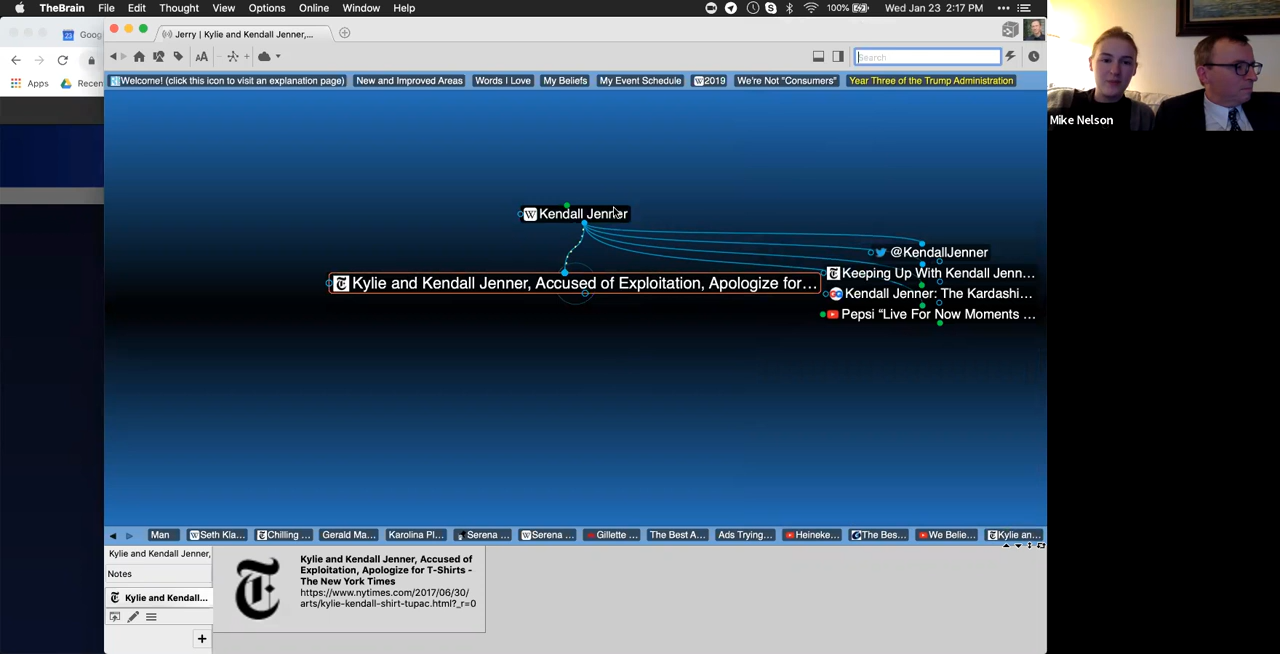 TheBrain File Edit Thought View Options Online Window Help 100% Wed Jan 23 2:17 PM
23 Goog
Jerry | Kylie and Kendall Jenner,...
AA
Search
Apps Recen
Welcome! (click this icon to visit an explanation page) New and Improved Areas Words I Love My Beliefs My Event Schedule W 2019 We're Not "Consumers" Year Three of the Trump Administration
Mike Nelson
W Kendall Jenner
@KendallJenner
Keeping Up With Kendall Jenn...
Kylie and Kendall Jenner, Accused of Exploitation, Apologize for...
Kendall Jenner: The Kardashi...
Pepsi “Live For Now Moments ...
Man W Seth Kla... Chilling ... Gerald Ma... Karolina Pl... Serena ... W Serena ... Gillette ... The Best A... Ads Trying... Heineke... The Bes... We Belie... Kylie an...
Kylie and Kendall Jenner,
Notes
Kylie and Kendall...
Kylie and Kendall Jenner, Accused of
Exploitation, Apologize for T-Shirts -
The New York Times
https://www.nytimes.com/2017/06/30/
arts/kylie-kendall-shirt-tupac.html?_r=0